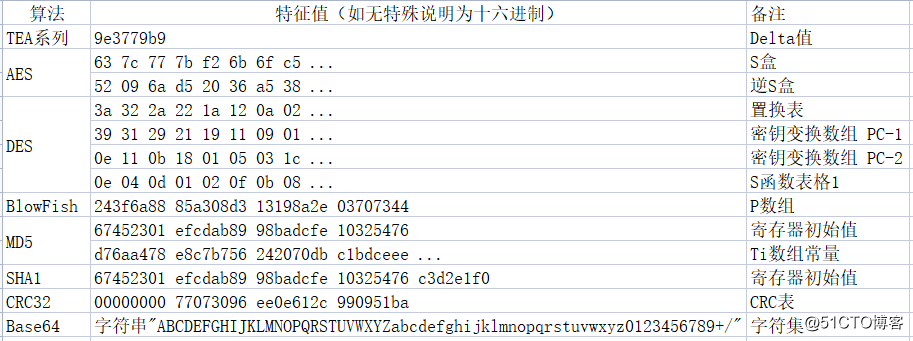 算法 特征值（如无特殊说明为十六进制） 备注
TEA系列 9e3779b9 Delta值
AES 63 7c 77 7b f2 6b 6f c5 ... S盒
52 09 6a d5 20 36 a5 38 ... 逆S盒
DES 3a 32 2a 22 1a 12 0a 02 ... 置换表
39 31 29 21 19 11 09 01 ... 密钥变换数组 PC-1
0e 11 0b 18 01 05 03 1c ... 密钥变换数组 PC-2
0e 04 0d 01 02 0f 0b 08 ... S函数表格1
BlowFish 243f6a88 85a308d3 13198a2e 03707344 P数组
MD5 67452301 efcdab89 98badcfe 10325476 寄存器初始值
d76aa478 e8c7b756 242070db c1bdceee ... Ti数组常量
SHA1 67452301 efcdab89 98badcfe 10325476 c3d2e1f0 寄存器初始值
CRC32 00000000 77073096 ee0e612c 990951ba CRC表
Base64 字符串"ABCDEFGHIJKLMNOPQRSTUVWXYZabcdefghijklmnopqrstuvwxyz0123456789+/" 字符集
@51CTO博客